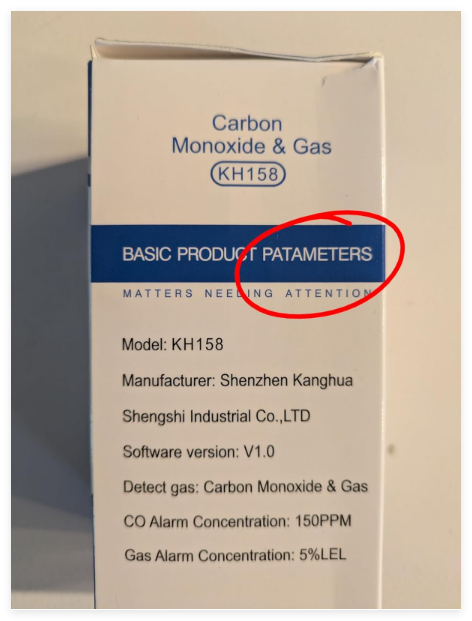 Carbon
Monoxide & Gas
KH158
BASIC PRODUCT PATAMETERS
MATTERS NEEDING ATTENTION
Model: KH158
Manufacturer: Shenzhen Kanghua
Shengshi Industrial Co.,LTD
Software version: V1.0
Detect gas: Carbon Monoxide & Gas
CO Alarm Concentration: 150PPM
Gas Alarm Concentration: 5%LEL